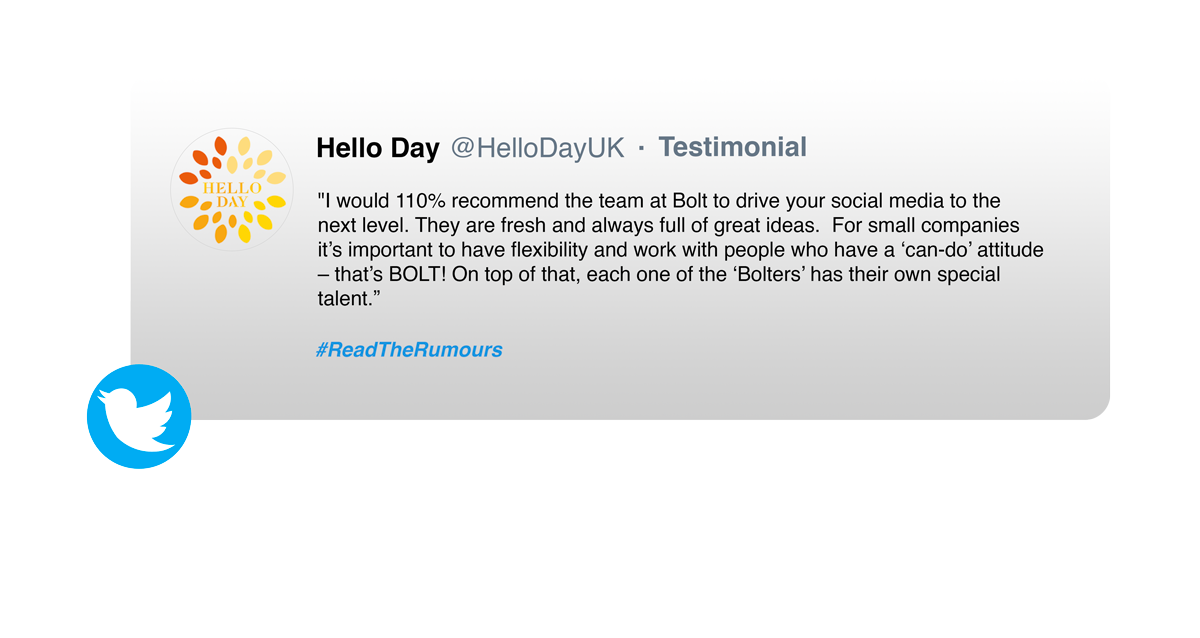 HELLO
DAY
Hello Day @HelloDayUK · Testimonial
"I would 110% recommend the team at Bolt to drive your social media to the
next level. They are fresh and always full of great ideas.  For small companies
it’s important to have flexibility and work with people who have a ‘can-do’ attitude
– that’s BOLT! On top of that, each one of the ‘Bolters’ has their own special
talent.”
#ReadTheRumours